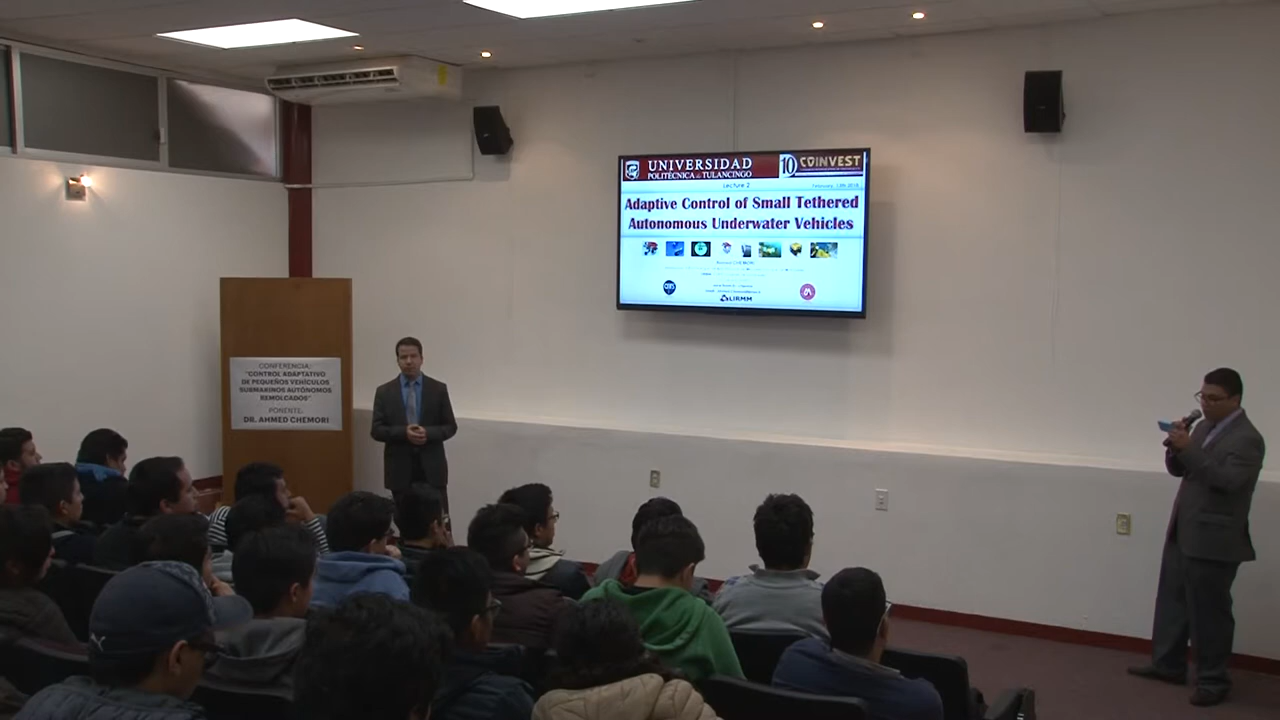 UNIVERSIDAD
POLITÉCNICA de TULANCINGO
10 COINVEST
Lecture 2
Adaptive Control of Small Tethered
Autonomous Underwater Vehicles
CHEMORI
LIRMM
CONFERENCIA:
"CONTROL ADAPTATIVO
DE PEQUEÑOS VEHÍCULOS
SUBMARINOS AUTÓNOMOS
REMOLCADOS"
PONENTE:
DR. AHMED CHEMORI